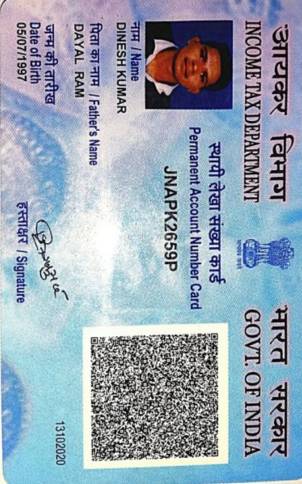 आयकर विभाग
INCOME TAX DEPARTMENT
भारत सरकार
GOVT. OF INDIA
स्थायी लेखा संख्या कार्ड
Permanent Account Number Card
JNAPK2659P
नाम / Name
DINESH KUMAR
पिता का नाम / Father's Name
DAYAL RAM
जन्म की तारीख
Date of Birth
05/07/1997
हस्ताक्षर / Signature
13102020